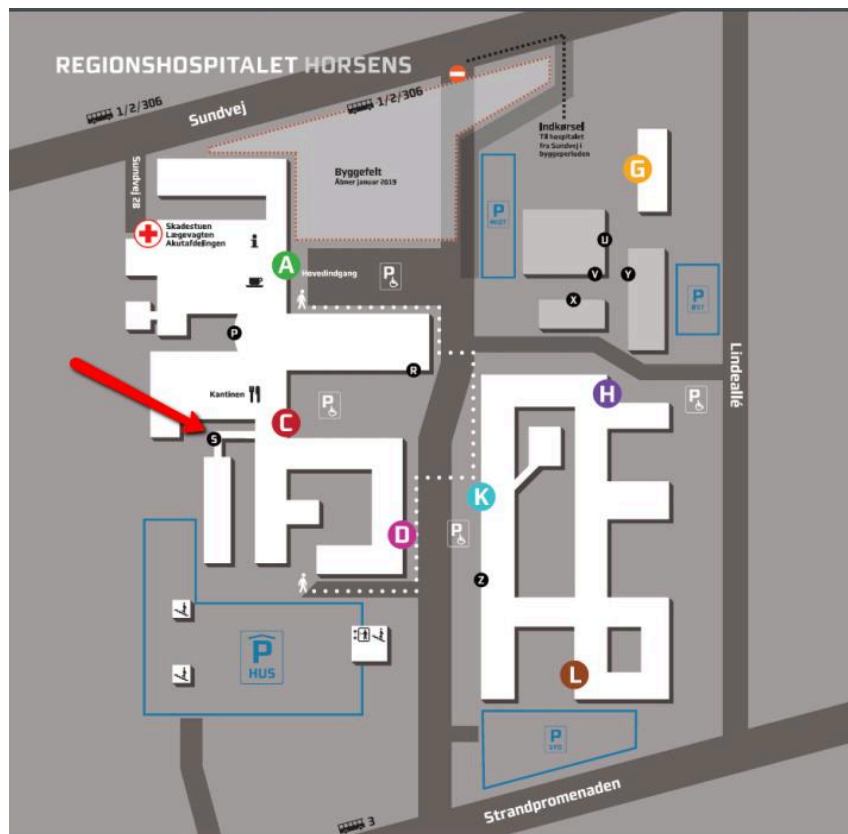 REGIONSHOSPITALET HORSENS
1/2/306
1/2/306
Sundvej
Indkørsel
Til hospitalet
fra Sundvej i
byggeperioden
Byggefelt
Åbner januar 2019
Sundvej 28
G
P
Skadestuen
Lægevagten
Akutafdelingen
i
U
A
Hovedindgang
P
V
Y
X
P
ØST
P
R
Lindeallé
Kantinen
P
H
P
C
S
K
D
P
Z
P
HUS
L
P
SYD
Strandpromenaden
3